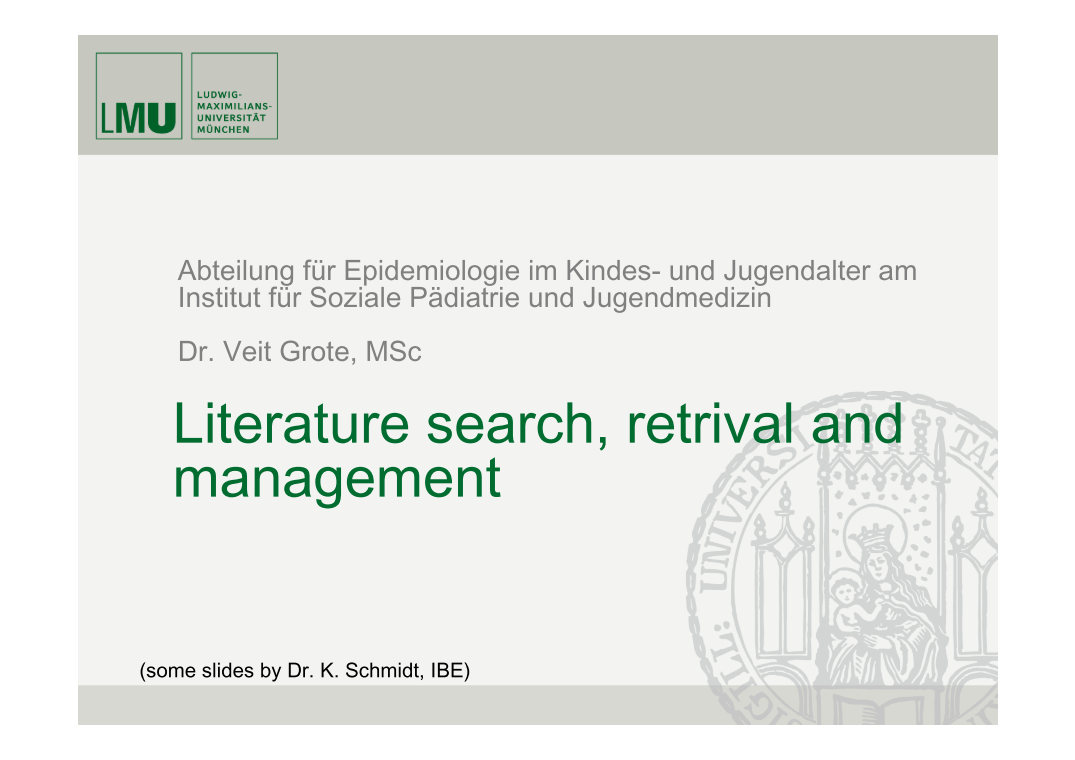 LMU
LUDWIG-
MAXIMILIANS-
UNIVERSITÄT
MÜNCHEN
Abteilung für Epidemiologie im Kindes- und Jugendalter am
Institut für Soziale Pädiatrie und Jugendmedizin
Dr. Veit Grote, MSc
Literature search, retrival and
management
(some slides by Dr. K. Schmidt, IBE)